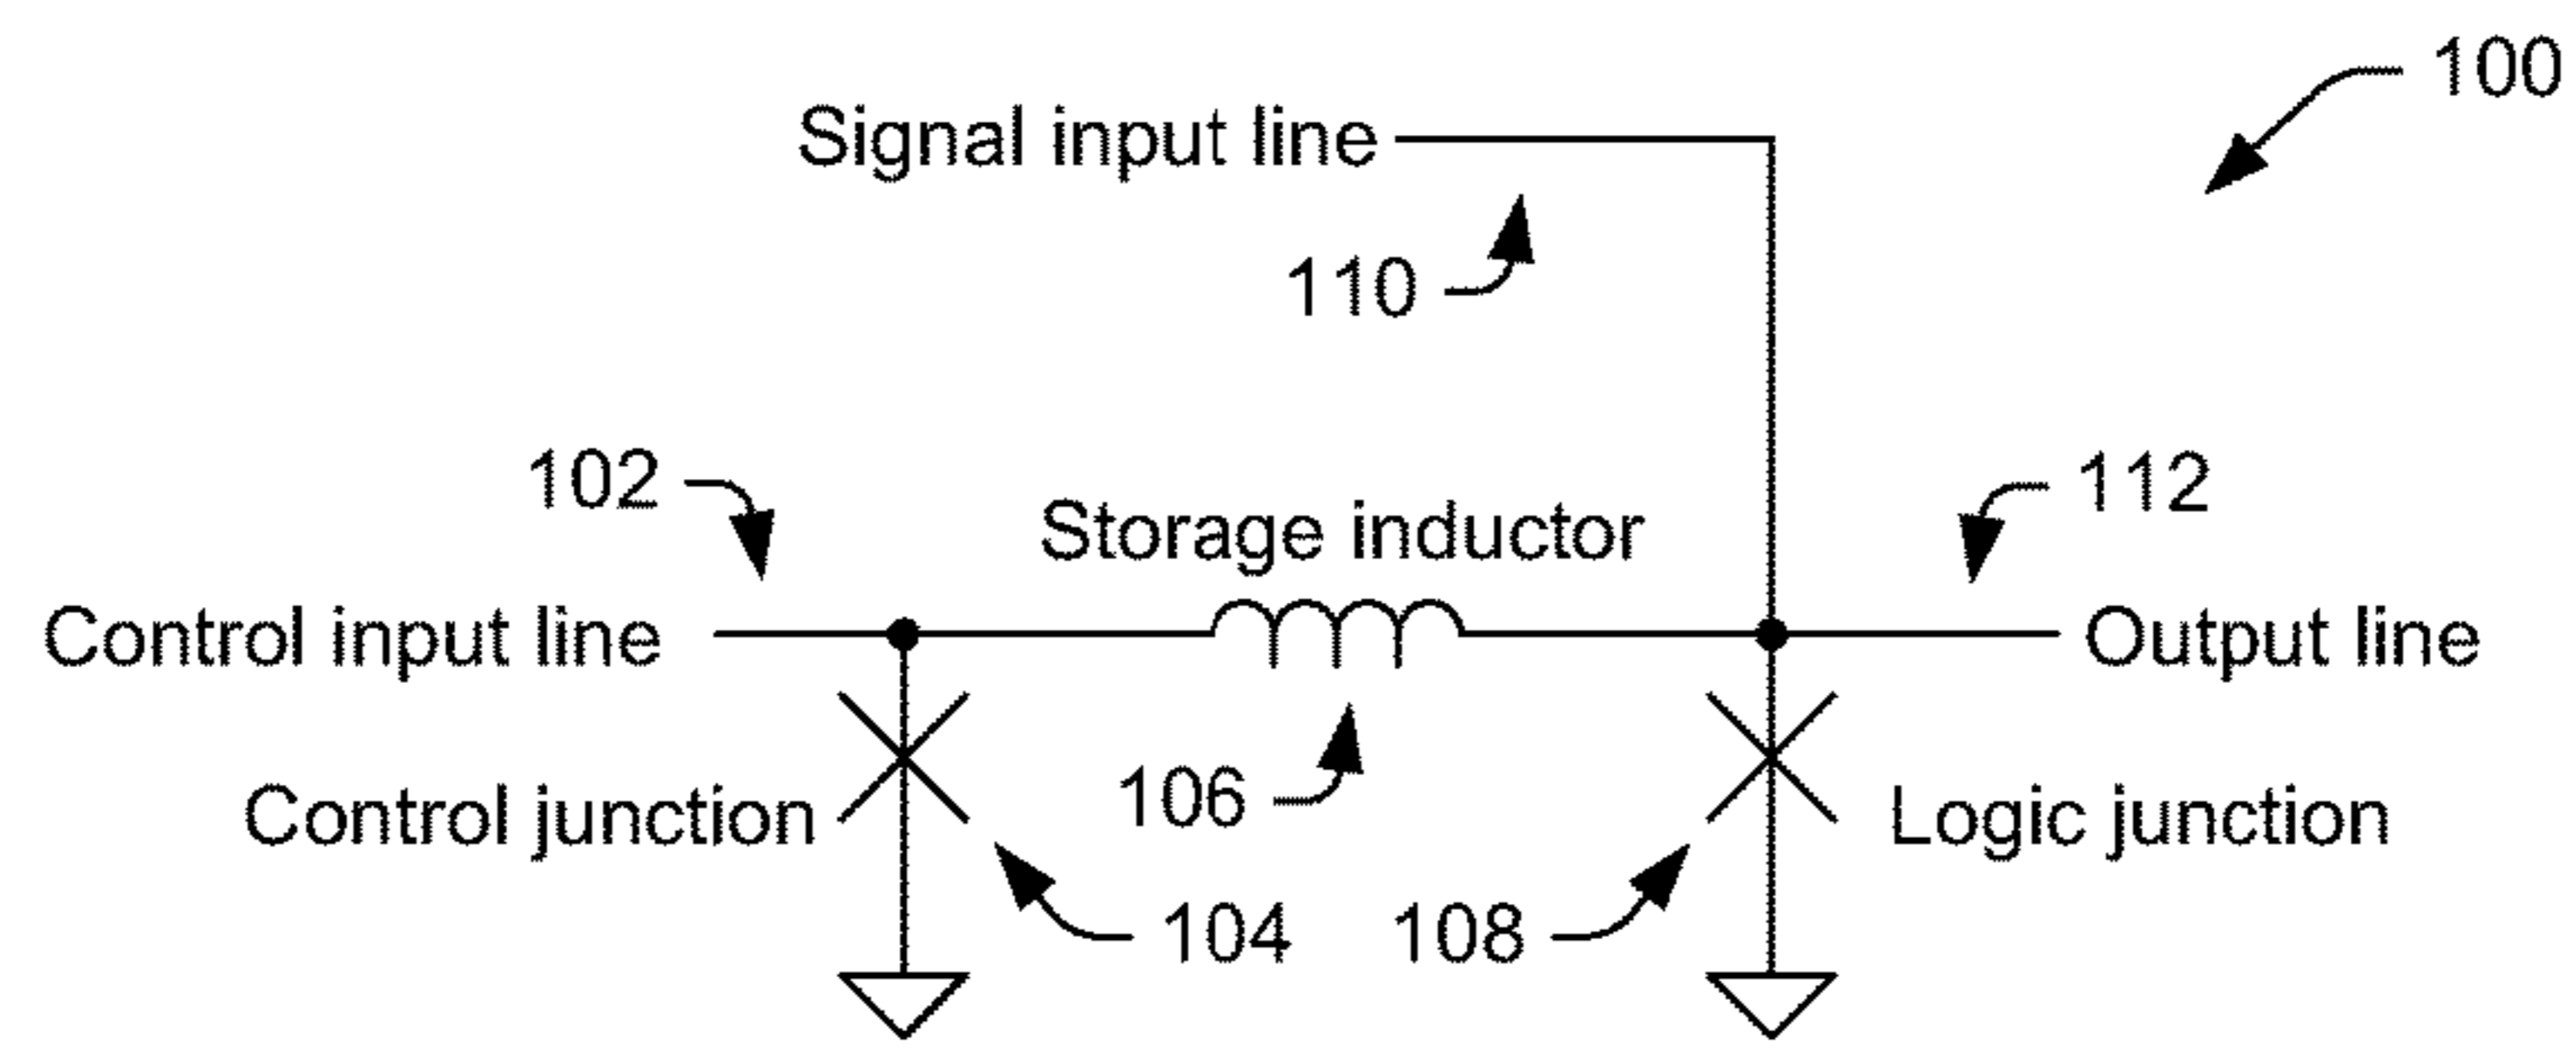 100
Signal input line
110
102
112
Storage inductor
Control input line
Output line
106
Control junction
Logic junction
104
108